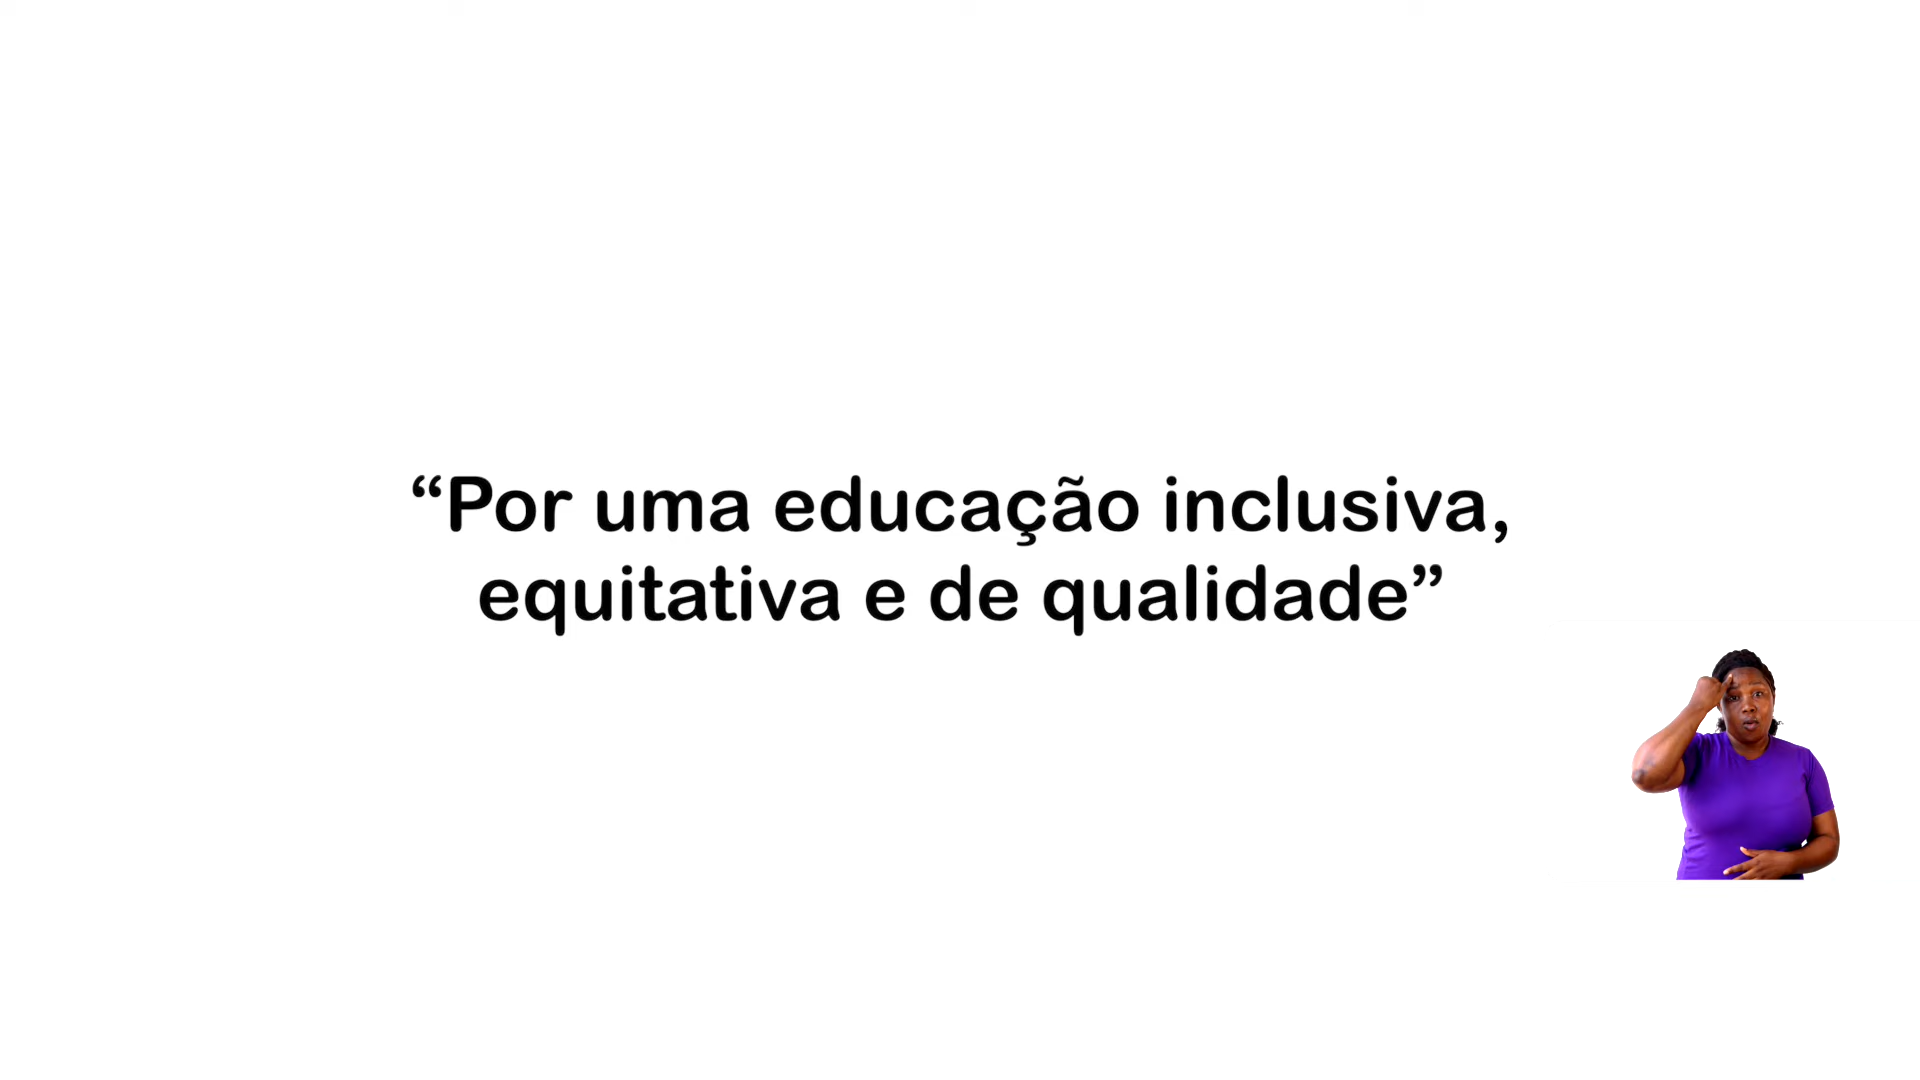 “Por uma educação inclusiva,
equitativa e de qualidade”